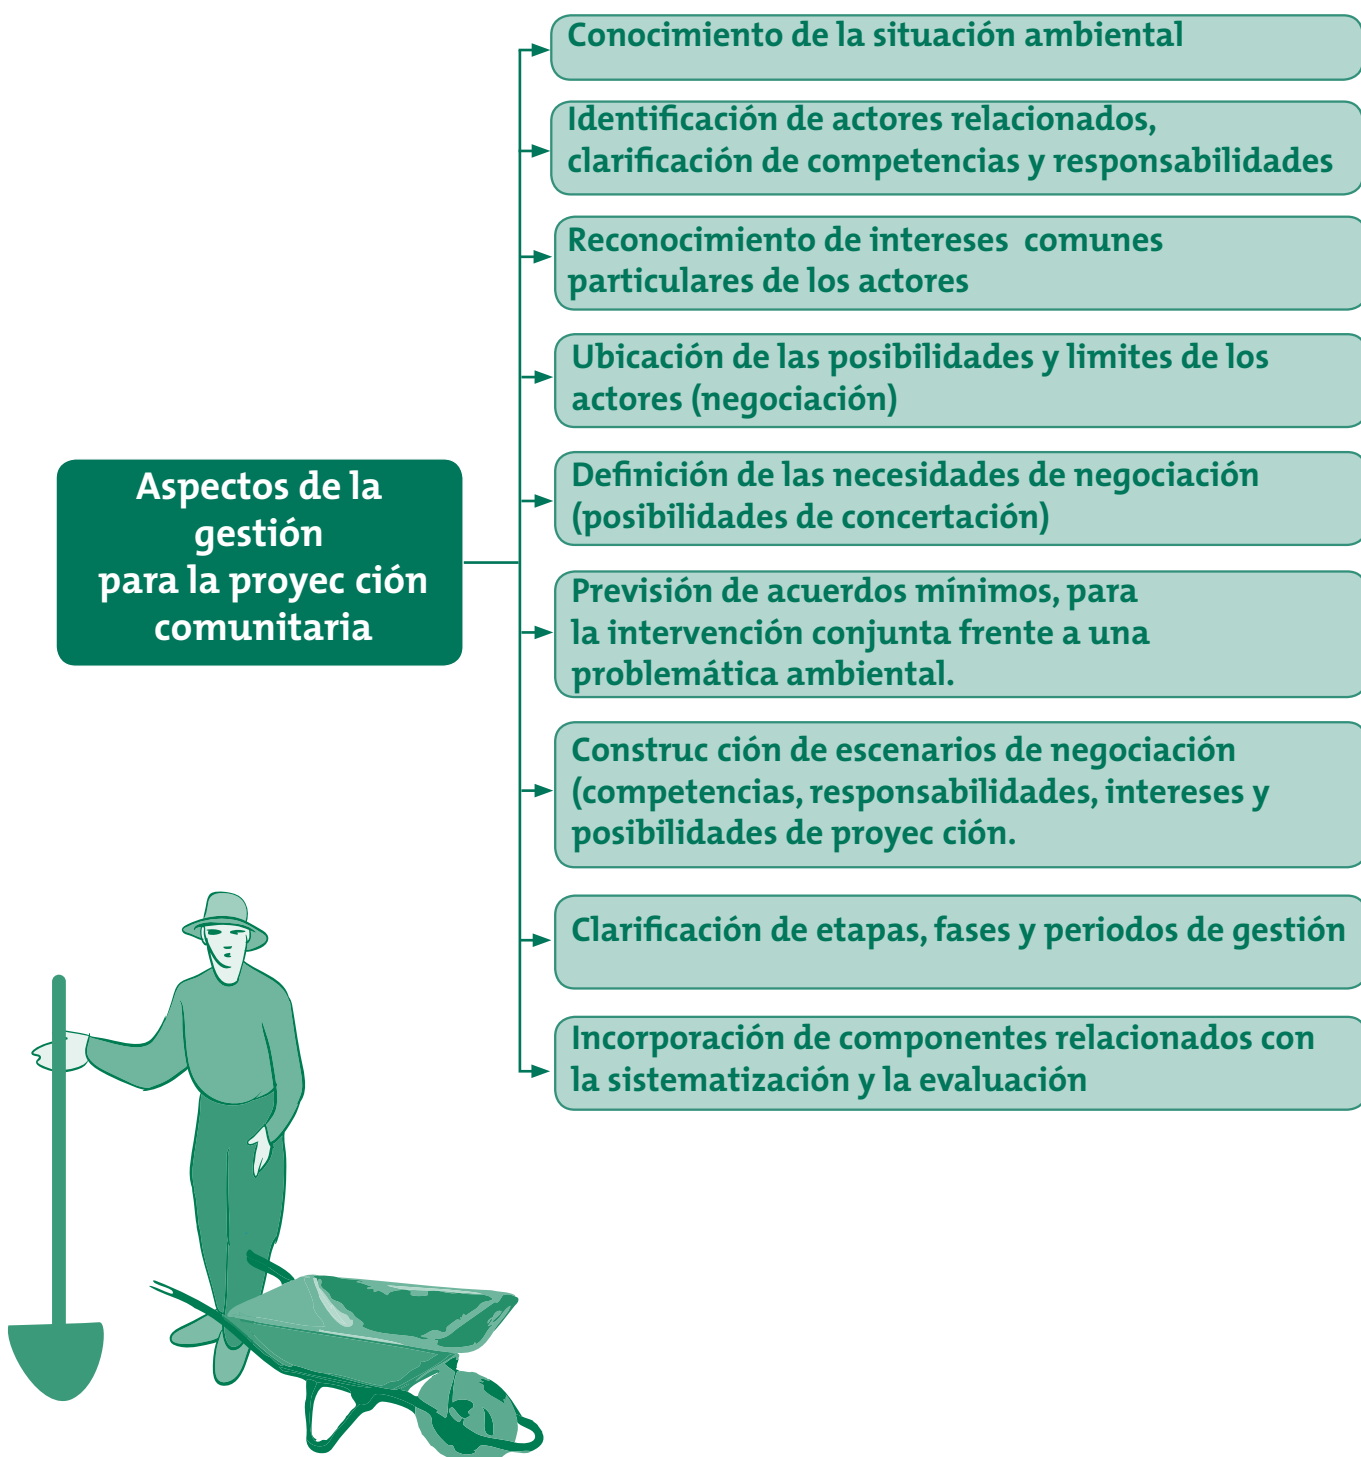 Conocimiento de la situación ambiental
Identificación de actores relacionados,
clarificación de competencias y responsabilidades
Reconocimiento de intereses  comunes
particulares de los actores
Ubicación de las posibilidades y limites de los
actores (negociación)
Definición de las necesidades de negociación
(posibilidades de concertación)
Aspectos de la
gestión
para la proyec ción
comunitaria
Previsión de acuerdos mínimos, para
la intervención conjunta frente a una
problemática ambiental.
Construc ción de escenarios de negociación
(competencias, responsabilidades, intereses y
posibilidades de proyec ción.
Clarificación de etapas, fases y periodos de gestión
Incorporación de componentes relacionados con
la sistematización y la evaluación